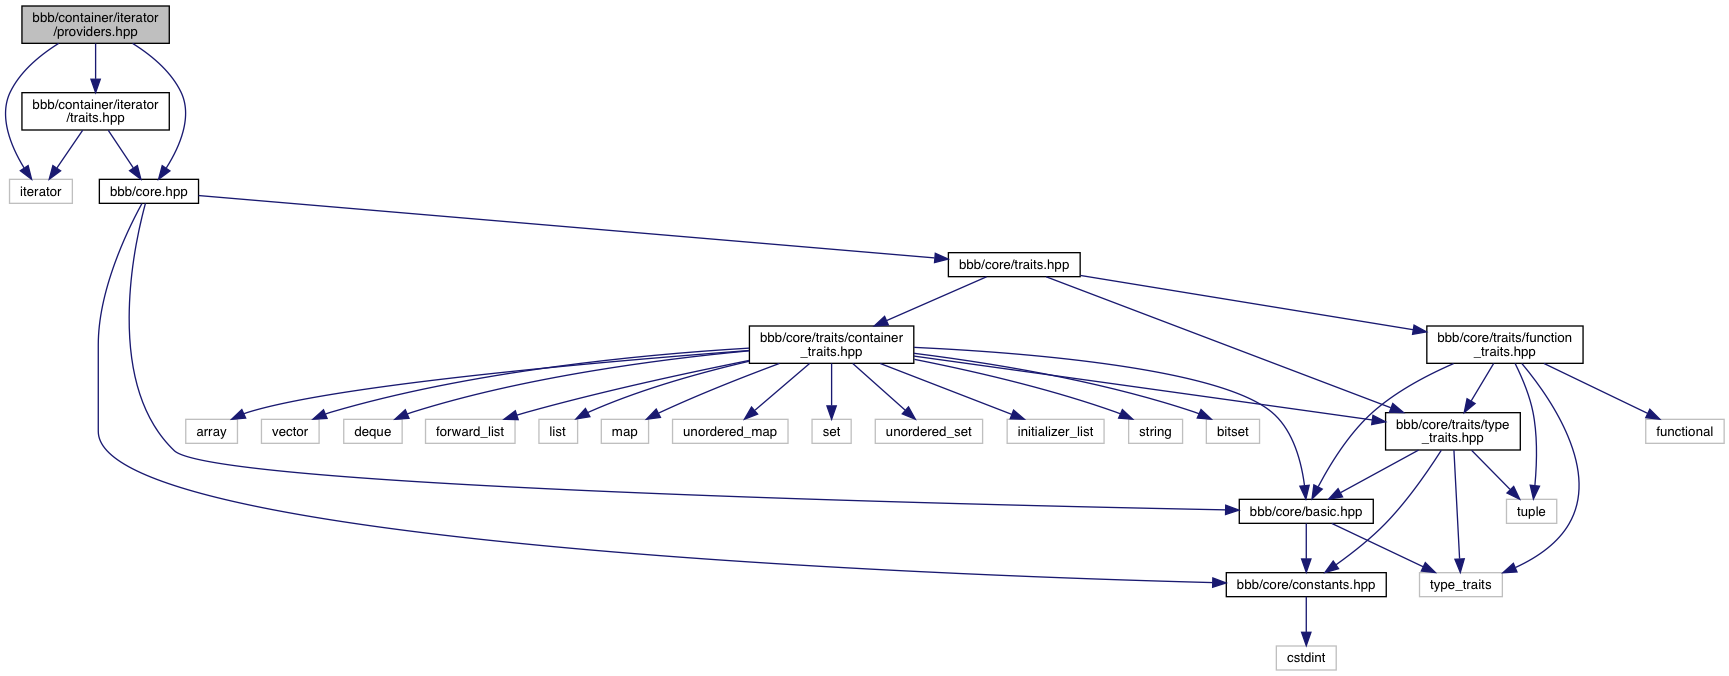 bbb/container/iterator
/providers.hpp
bbb/container/iterator
/traits.hpp
iterator
bbb/core.hpp
bbb/core/traits.hpp
bbb/core/traits/container
_traits.hpp
bbb/core/traits/function
_traits.hpp
array
vector
deque
forward_list
list
map
unordered_map
set
unordered_set
initializer_list
string
bitset
bbb/core/traits/type
_traits.hpp
functional
bbb/core/basic.hpp
tuple
bbb/core/constants.hpp
type_traits
cstdint